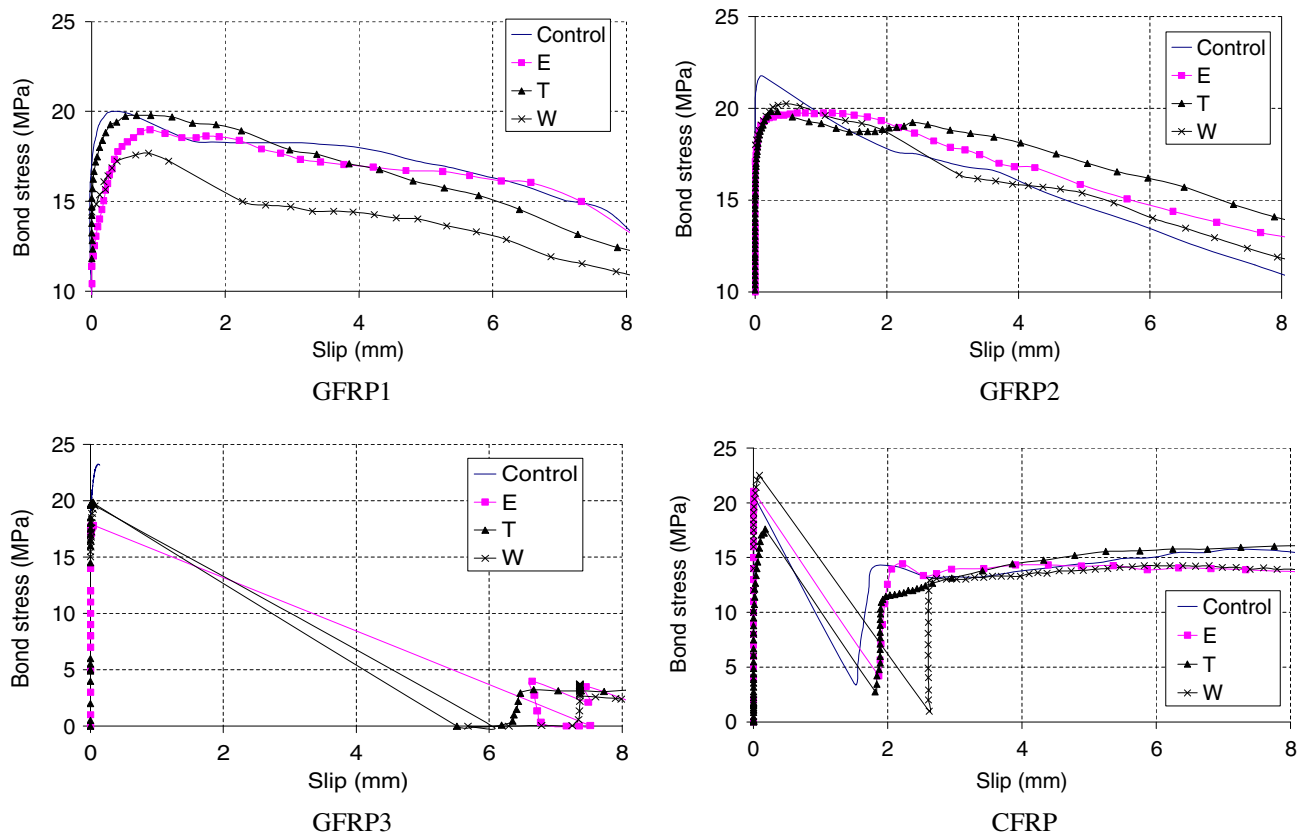 Bond stress (MPa)
25
20
15
10
0 2 4 6 8
Slip (mm)
Control
E
T
W
GFRP1
Bond stress (MPa)
25
20
15
10
0 2 4 6 8
Slip (mm)
Control
E
T
W
GFRP2
Bond stress (MPa)
25
20
15
10
5
0
0 2 4 6 8
Slip (mm)
Control
E
T
W
GFRP3
Bond stress (MPa)
25
20
15
10
5
0
0 2 4 6 8
Slip (mm)
Control
E
T
W
CFRP